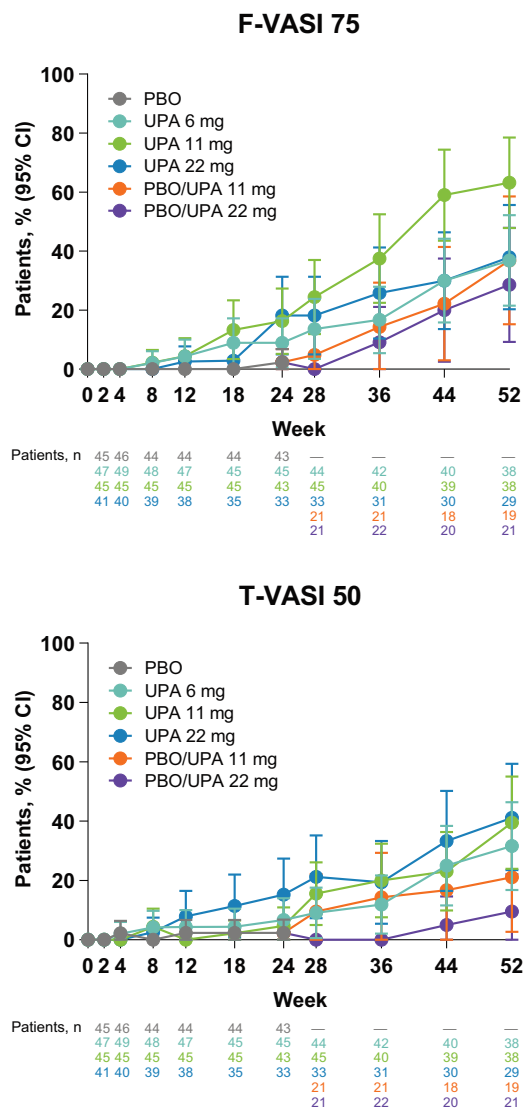 F-VASI 75
Patients, % (95% CI)
100
80
60
40
20
0
PBO
UPA 6 mg
UPA 11 mg
UPA 22 mg
PBO/UPA 11 mg
PBO/UPA 22 mg
0 2 4 8 12 18 24 28 36 44 52
Week
Patients, n 45 46 44 44 44 43 — — — —
47 49 48 47 45 45 44 42 40 38
45 45 45 45 45 43 45 40 39 38
41 40 39 38 35 33 33 31 30 29
21 21 18 19
21 22 20 21
T-VASI 50
Patients, % (95% CI)
100
80
60
40
20
0
PBO
UPA 6 mg
UPA 11 mg
UPA 22 mg
PBO/UPA 11 mg
PBO/UPA 22 mg
0 2 4 8 12 18 24 28 36 44 52
Week
Patients, n 45 46 44 44 44 43 — — — —
47 49 48 47 45 45 44 42 40 38
45 45 45 45 45 43 45 40 39 38
41 40 39 38 35 33 33 31 30 29
21 21 18 19
21 22 20 21